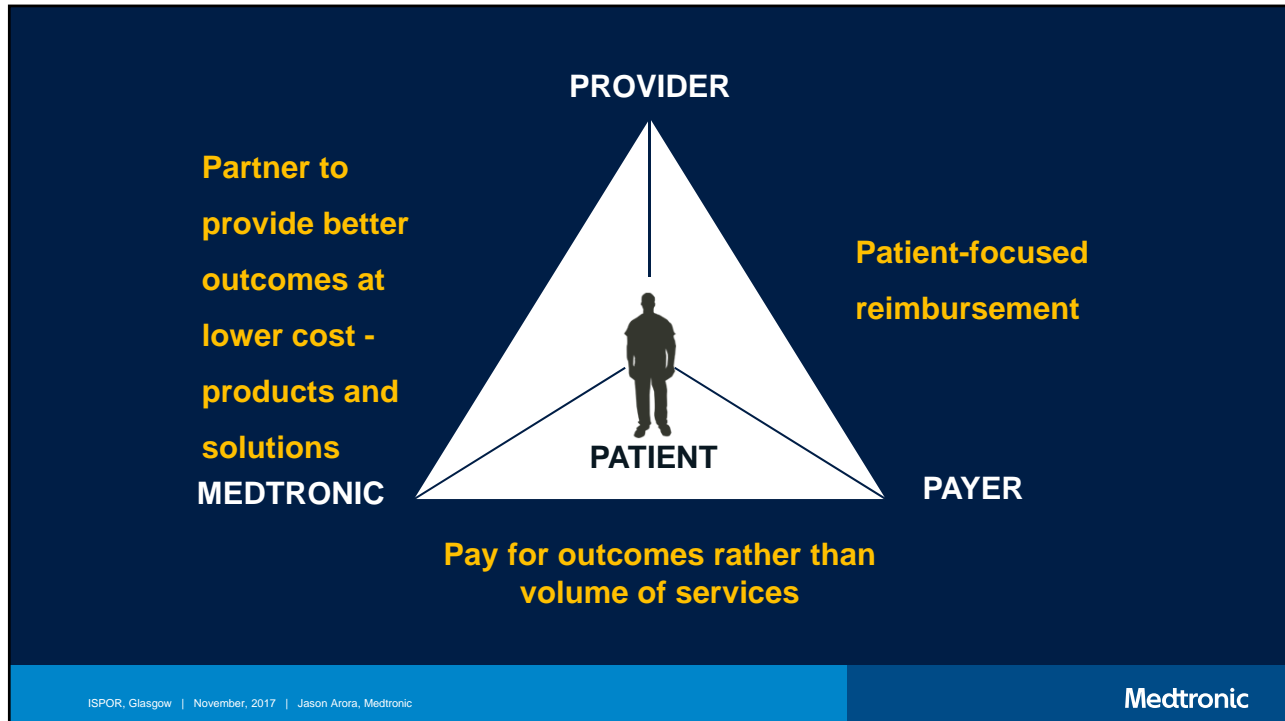 PROVIDER
Partner to
provide better
outcomes at
lower cost -
products and
solutions
Patient-focused
reimbursement
PATIENT
MEDTRONIC
PAYER
Pay for outcomes rather than
volume of services
ISPOR, Glasgow | November, 2017 | Jason Arora, Medtronic
Medtronic